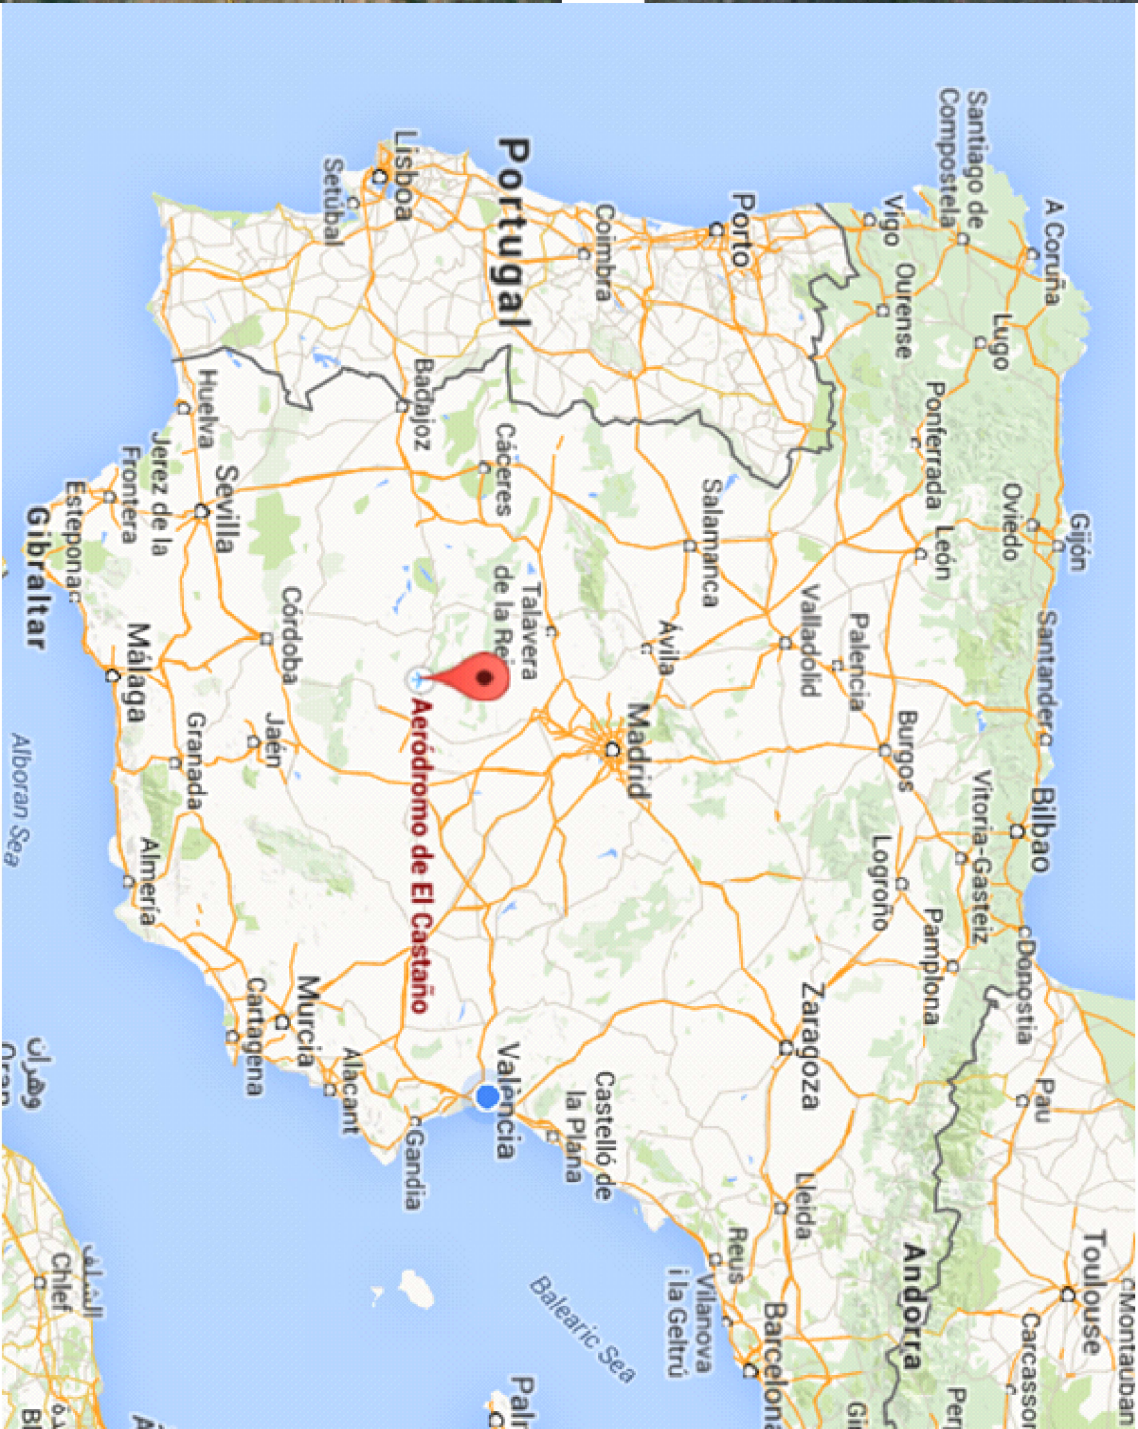 A Coruña
Santiago de
Compostela
Lugo
Gijón
Oviedo
Santander
Bilbao
Donostia
Vitoria-Gasteiz
Pamplona
Logroño
Burgos
León
Ponferrada
Ourense
Vigo
Palencia
Valladolid
Porto
Salamanca
Ávila
Zaragoza
Lleida
Pau
Toulouse
Montauban
Andorra
Barcelona
Reus
Vilanova
i la Geltrú
Coimbra
Portugal
Madrid
Castelló de
la Plana
Talavera
de la Rei
Cáceres
València
Balearic Sea
Lisboa
Setúbal
Badajoz
Aeródromo de El Castaño
Gandia
Alacant
Murcia
Cartagena
Córdoba
Jaén
Sevilla
Huelva
Jerez de la
Frontera
Granada
Almería
Málaga
Estepona
Gibraltar
Alboran Sea
وهران
الشلف
Chlef